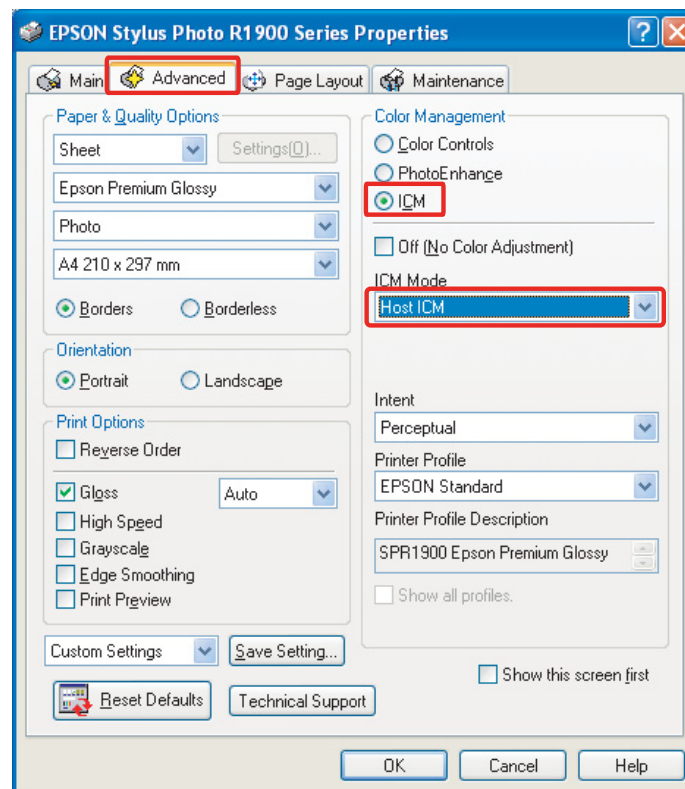 EPSON Stylus Photo R1900 Series Properties
?
Main
Advanced
Page Layout
Maintenance
Paper & Quality Options
Sheet
Settings(O)...
Epson Premium Glossy
Photo
A4 210 x 297 mm
Borders
Borderless
Orientation
Portrait
Landscape
Print Options
Reverse Order
Gloss
Auto
High Speed
Grayscale
Edge Smoothing
Print Preview
Custom Settings
Save Setting...
Reset Defaults
Technical Support
Color Management
Color Controls
PhotoEnhance
ICM
Off (No Color Adjustment)
ICM Mode
Host ICM
Intent
Perceptual
Printer Profile
EPSON Standard
Printer Profile Description
SPR1900 Epson Premium Glossy
Show all profiles.
Show this screen first
OK
Cancel
Help